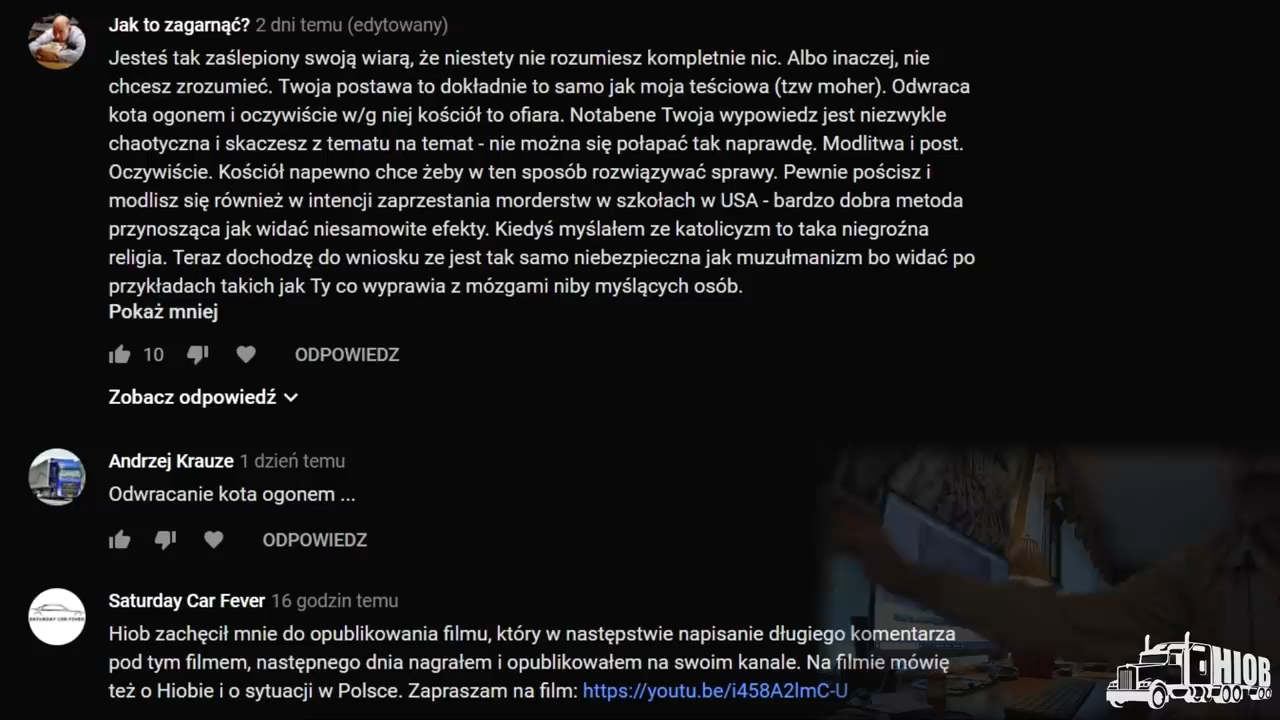 Jak to zagarnąć? 2 dni temu (edytowany)
Jesteś tak zaślepiony swoją wiarą, że niestety nie rozumiesz kompletnie nic. Albo inaczej, nie
chcesz zrozumieć. Twoja postawa to dokładnie to samo jak moja teściowa (tzw moher). Odwraca
kota ogonem i oczywiście w/g niej kościół to ofiara. Notabene Twoja wypowiedz jest niezwykle
chaotyczna i skaczesz z tematu na temat - nie można się połapać tak naprawdę. Modlitwa i post.
Oczywiście. Kościół napewno chce żeby w ten sposób rozwiązywać sprawy. Pewnie pościsz i
modlisz się również w intencji zaprzestania morderstw w szkołach w USA - bardzo dobra metoda
przynosząca jak widać niesamowite efekty. Kiedyś myślałem ze katolicyzm to taka niegroźna
religia. Teraz dochodzę do wniosku ze jest tak samo niebezpieczna jak muzułmanizm bo widać po
przykładach takich jak Ty co wyprawia z mózgami niby myślących osób.
Pokaż mniej
10 ODPOWIEDZ
Zobacz odpowiedź
Andrzej Krauze 1 dzień temu
Odwracanie kota ogonem ...
ODPOWIEDZ
SATURDAY CAR FEVER
Saturday Car Fever 16 godzin temu
Hiob zachęcił mnie do opublikowania filmu, który w następstwie napisanie długiego komentarza
pod tym filmem, następnego dnia nagrałem i opublikowałem na swoim kanale. Na filmie mówię
też o Hiobie i o sytuacji w Polsce. Zapraszam na film: https://youtu.be/i458A2lmC-U
HIOB